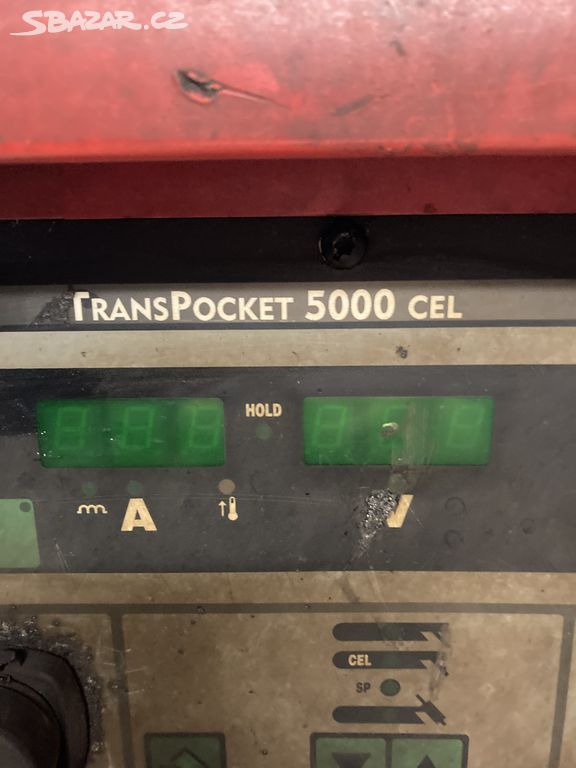 SBAZAR.CZ
TRANSPOCKET 5000 CEL
HOLD
A
V
CEL
SP